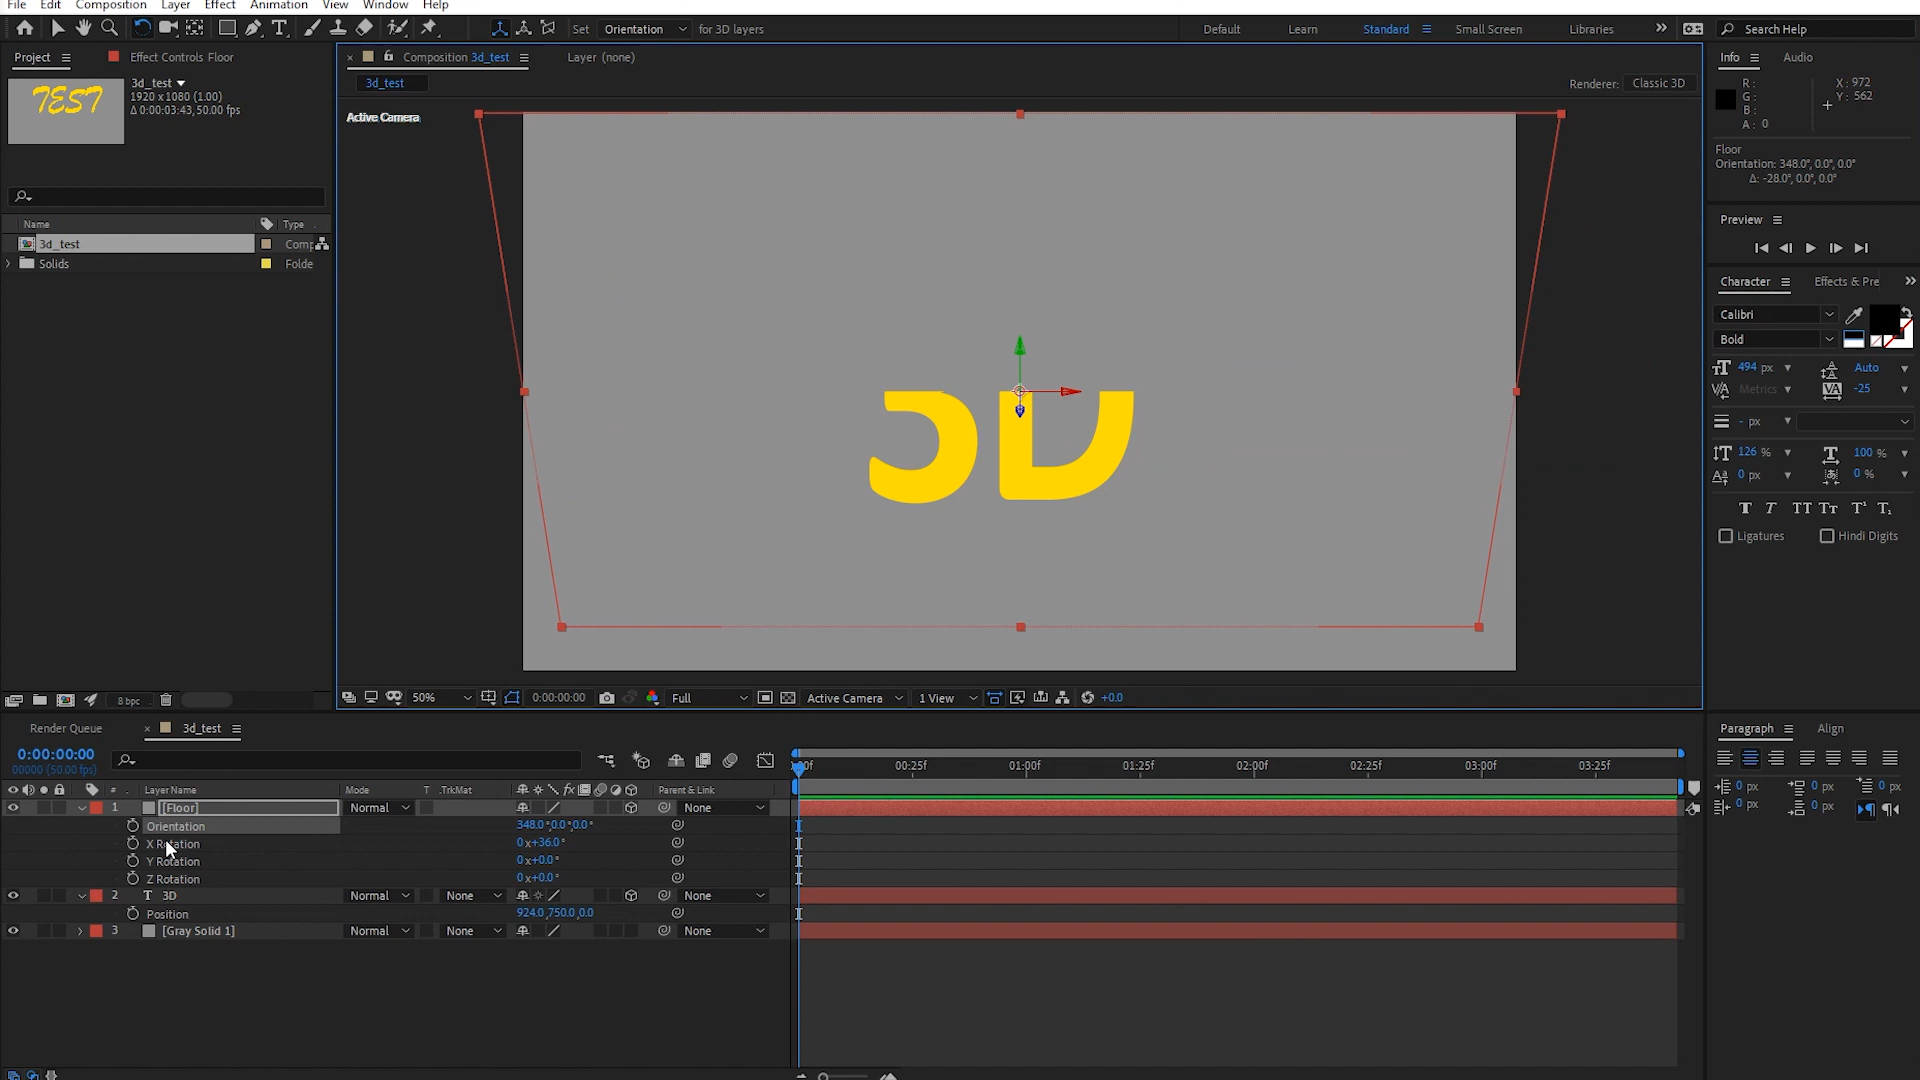 File Edit Composition Layer Effect Animation View Window Help
Set Orientation for 3D layers
Default Learn Standard Small Screen Libraries
Search Help
Project
Effect Controls Floor
3d_test
1920 x 1080 (1.00)
Δ 0:00:03:43, 50.00 fps
TEST
Name Type
3d_test Comp
Solids Folde
8 bpc
Composition 3d_test
Layer (none)
3d_test
Renderer: Classic 3D
Active Camera
3D
50% 0:00:00:00 Full Active Camera 1 View +0.0
Info Audio
R:
G:
B:
A: 0
X: 972
Y: 562
Floor
Orientation: 348.0°, 0.0°, 0.0°
Δ: -28.0°, 0.0°, 0.0°
Preview
Character Effects & Pre
Calibri
Bold
494 px Auto
Metrics -25
- px
126 % 100 %
0 px 0 %
Ligatures Hindi Digits
Paragraph Align
0 px 0 px 0 px
0 px 0 px
Render Queue 3d_test
0:00:00:00
00000 (50.00 fps)
# Layer Name Mode T .TrkMat Parent & Link
1 [Floor] Normal None
Orientation 348.0°,0.0°,0.0°
X Rotation 0x+36.0°
Y Rotation 0x+0.0°
Z Rotation 0x+0.0°
2 T 3D Normal None None
Position 924.0,750.0,0.0
3 [Gray Solid 1] Normal None None
00:25f 01:00f 01:25f 02:00f 02:25f 03:00f 03:25f